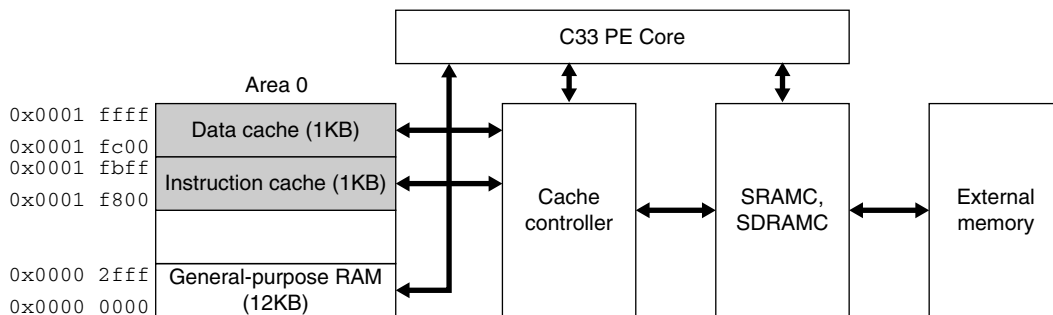 C33 PE Core
Area 0
0x0001 ffff
Data cache (1KB)
0x0001 fc00
0x0001 fbff
Instruction cache (1KB)
0x0001 f800
Cache
controller
SRAMC,
SDRAMC
External
memory
0x0000 2fff
General-purpose RAM
(12KB)
0x0000 0000